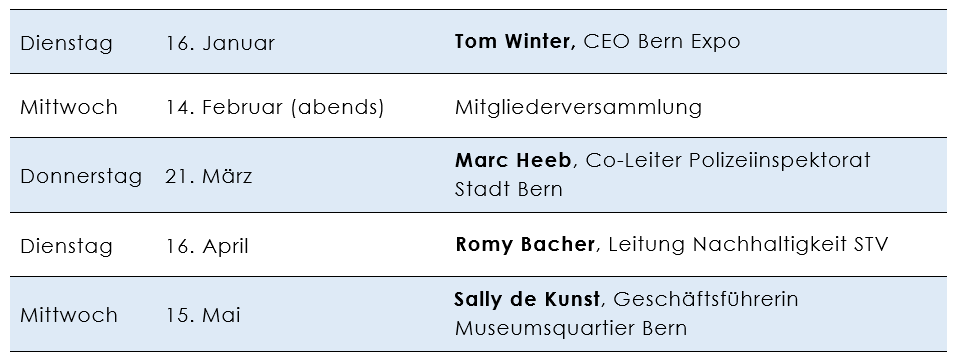 Dienstag 16. Januar Tom Winter, CEO Bern Expo
Mittwoch 14. Februar (abends) Mitgliederversammlung
Donnerstag 21. März Marc Heeb, Co-Leiter Polizeiinspektorat
Stadt Bern
Dienstag 16. April Romy Bacher, Leitung Nachhaltigkeit STV
Mittwoch 15. Mai Sally de Kunst, Geschäftsführerin
Museumsquartier Bern